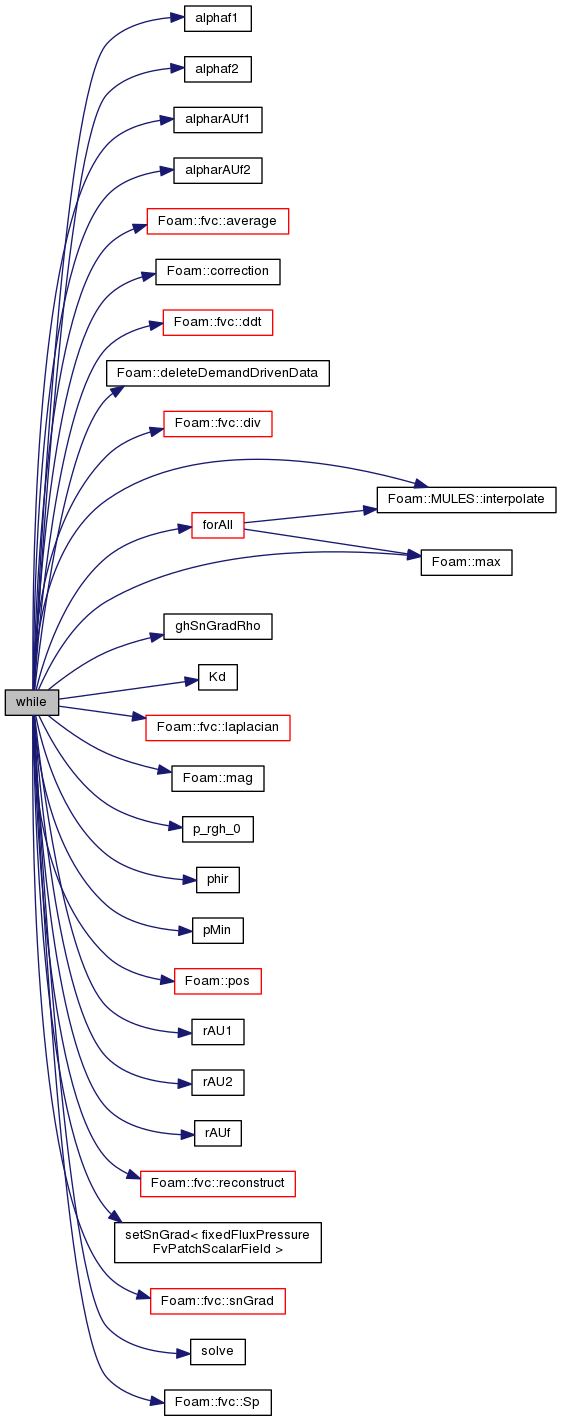 alphaf1
alphaf2
alpharAUf1
alpharAUf2
Foam::fvc::average
Foam::correction
Foam::fvc::ddt
Foam::deleteDemandDrivenData
Foam::fvc::div
Foam::MULES::interpolate
forAll
Foam::max
ghSnGradRho
Kd
while
Foam::fvc::laplacian
Foam::mag
p_rgh_0
phir
pMin
Foam::pos
rAU1
rAU2
rAUf
Foam::fvc::reconstruct
setSnGrad< fixedFluxPressure
FvPatchScalarField >
Foam::fvc::snGrad
solve
Foam::fvc::Sp